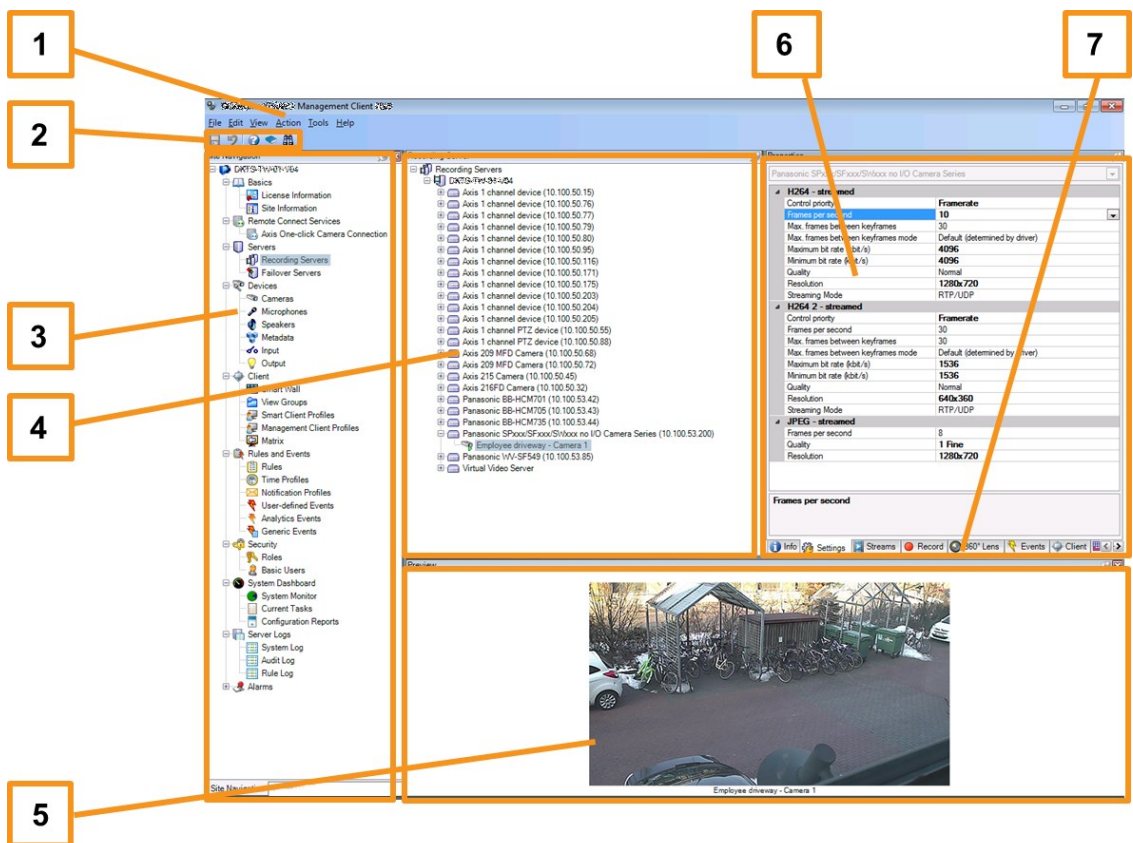 1
6
7
2
3
4
5
Management Client
File Edit View Action Tools Help
Site Navigation
Basics
License Information
Site Information
Remote Connect Services
Axis One-click Camera Connection
Servers
Recording Servers
Failover Servers
Devices
Cameras
Microphones
Speakers
Metadata
Input
Output
Client
Smart Wall
View Groups
Smart Client Profiles
Management Client Profiles
Matrix
Rules and Events
Rules
Time Profiles
Notification Profiles
User-defined Events
Analytics Events
Generic Events
Security
Roles
Basic Users
System Dashboard
System Monitor
Current Tasks
Configuration Reports
Server Logs
System Log
Audit Log
Rule Log
Alarms
Site Navigation
Recording Server
Recording Servers
Axis 1 channel device (10.100.50.15)
Axis 1 channel device (10.100.50.76)
Axis 1 channel device (10.100.50.77)
Axis 1 channel device (10.100.50.79)
Axis 1 channel device (10.100.50.80)
Axis 1 channel device (10.100.50.95)
Axis 1 channel device (10.100.50.116)
Axis 1 channel device (10.100.50.171)
Axis 1 channel device (10.100.50.175)
Axis 1 channel device (10.100.50.203)
Axis 1 channel device (10.100.50.204)
Axis 1 channel device (10.100.50.205)
Axis 1 channel PTZ device (10.100.50.55)
Axis 1 channel PTZ device (10.100.50.88)
Axis 209 MFD Camera (10.100.50.68)
Axis 209 MFD Camera (10.100.50.72)
Axis 215 Camera (10.100.50.45)
Axis 216FD Camera (10.100.50.32)
Panasonic BB-HCM701 (10.100.53.42)
Panasonic BB-HCM705 (10.100.53.43)
Panasonic BB-HCM735 (10.100.53.44)
Panasonic SPxxx/SFxxx/SWxxx no I/O Camera Series (10.100.53.200)
Employee driveway - Camera 1
Panasonic WV-SF549 (10.100.53.85)
Virtual Video Server
Properties
Panasonic SPxxx/SFxxx/SWxxx no I/O Camera Series
H264 - streamed
Control priority Framerate
Frames per second 10
Max. frames between keyframes 30
Max. frames between keyframes mode Default (determined by driver)
Maximum bit rate (kbit/s) 4096
Minimum bit rate (kbit/s) 4096
Quality Normal
Resolution 1280x720
Streaming Mode RTP/UDP
H264 2 - streamed
Control priority Framerate
Frames per second 30
Max. frames between keyframes 30
Max. frames between keyframes mode Default (determined by driver)
Maximum bit rate (kbit/s) 1536
Minimum bit rate (kbit/s) 1536
Quality Normal
Resolution 640x360
Streaming Mode RTP/UDP
JPEG - streamed
Frames per second 8
Quality 1 Fine
Resolution 1280x720
Frames per second
Info Settings Streams Record 360° Lens Events Client
Preview
Employee driveway - Camera 1